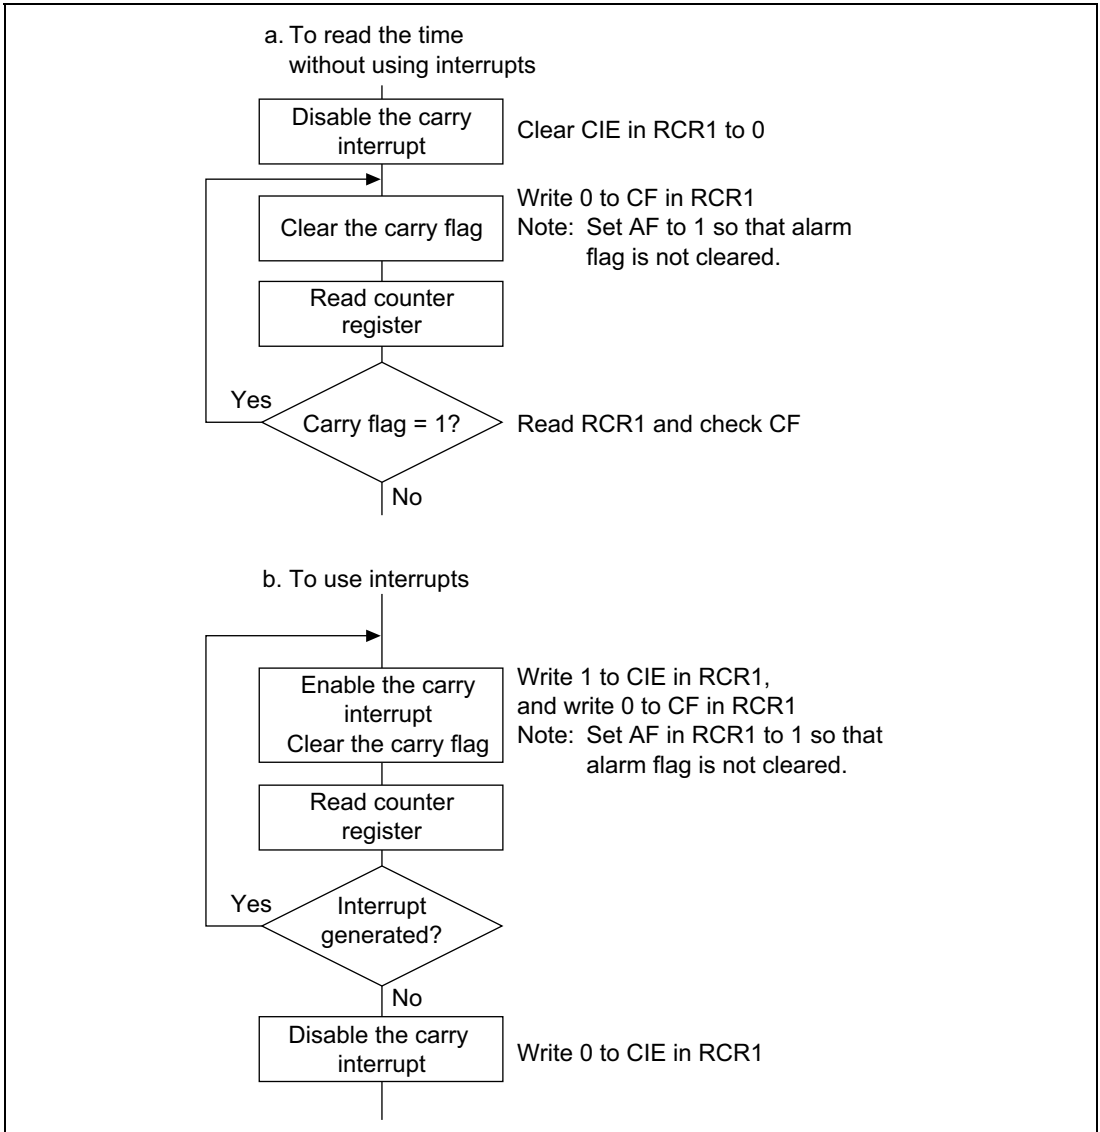 a. To read the time
without using interrupts
Disable the carry
interrupt
Clear CIE in RCR1 to 0
Clear the carry flag
Write 0 to CF in RCR1
Note: Set AF to 1 so that alarm
flag is not cleared.
Read counter
register
Yes
Carry flag = 1?
Read RCR1 and check CF
No
b. To use interrupts
Enable the carry
interrupt
Clear the carry flag
Write 1 to CIE in RCR1,
and write 0 to CF in RCR1
Note: Set AF in RCR1 to 1 so that
alarm flag is not cleared.
Read counter
register
Yes
Interrupt
generated?
No
Disable the carry
interrupt
Write 0 to CIE in RCR1